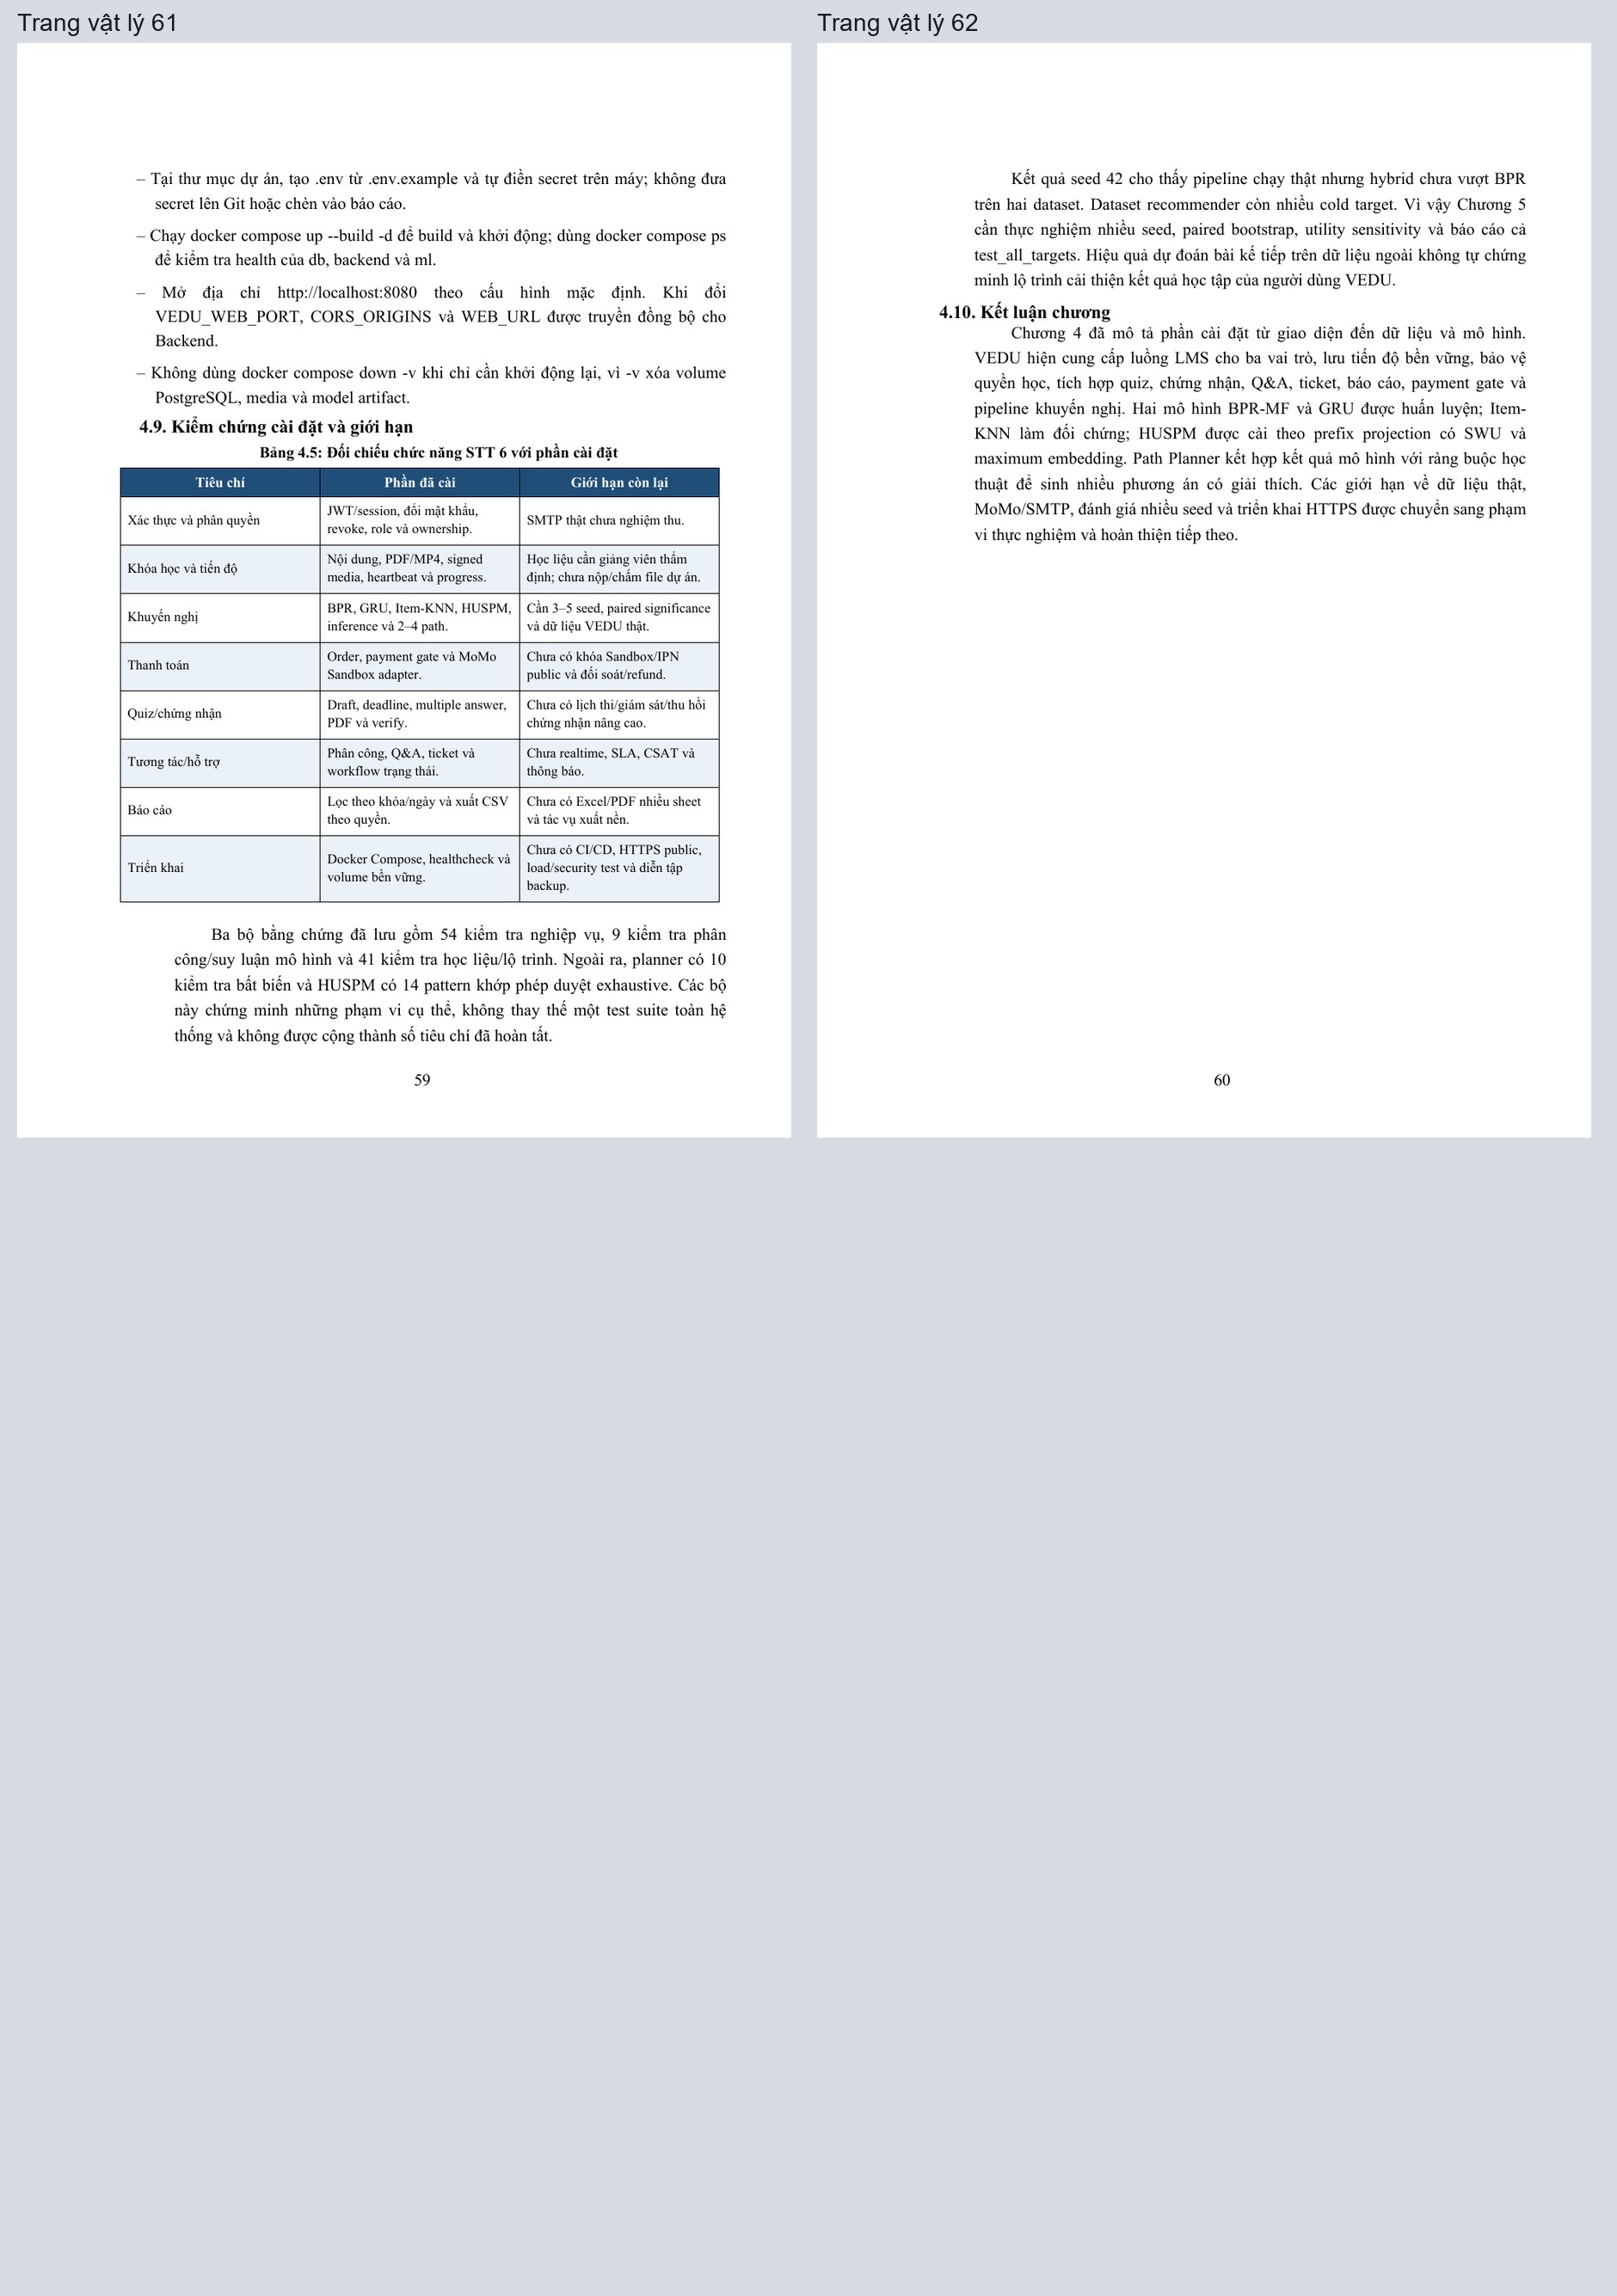 Trang vật lý 61
– Tại thư mục dự án, tạo .env từ .env.example và tự điền secret trên máy; không đưa
secret lên Git hoặc chèn vào báo cáo.
– Chạy docker compose up --build -d để build và khởi động; dùng docker compose ps
để kiểm tra health của db, backend và ml.
– Mở địa chỉ http://localhost:8080 theo cấu hình mặc định. Khi đổi
VEDU_WEB_PORT, CORS_ORIGINS và WEB_URL được truyền đồng bộ cho
Backend.
– Không dùng docker compose down -v khi chỉ cần khởi động lại, vì -v xóa volume
PostgreSQL, media và model artifact.
4.9. Kiểm chứng cài đặt và giới hạn
Bảng 4.5: Đối chiếu chức năng STT 6 với phần cài đặt
Tiêu chí
Phần đã cài
Giới hạn còn lại
Xác thực và phân quyền
JWT/session, đổi mật khẩu,
revoke, role và ownership.
SMTP thật chưa nghiệm thu.
Khóa học và tiến độ
Nội dung, PDF/MP4, signed
media, heartbeat và progress.
Học liệu cần giảng viên thẩm
định; chưa nộp/chấm file dự án.
Khuyến nghị
BPR, GRU, Item-KNN, HUSPM,
inference và 2–4 path.
Cần 3–5 seed, paired significance
và dữ liệu VEDU thật.
Thanh toán
Order, payment gate và MoMo
Sandbox adapter.
Chưa có khóa Sandbox/IPN
public và đối soát/refund.
Quiz/chứng nhận
Draft, deadline, multiple answer,
PDF và verify.
Chưa có lịch thi/giám sát/thu hồi
chứng nhận nâng cao.
Tương tác/hỗ trợ
Phân công, Q&A, ticket và
workflow trạng thái.
Chưa realtime, SLA, CSAT và
thông báo.
Báo cáo
Lọc theo khóa/ngày và xuất CSV
theo quyền.
Chưa có Excel/PDF nhiều sheet
và tác vụ xuất nền.
Triển khai
Docker Compose, healthcheck và
volume bền vững.
Chưa có CI/CD, HTTPS public,
load/security test và diễn tập
backup.
Ba bộ bằng chứng đã lưu gồm 54 kiểm tra nghiệp vụ, 9 kiểm tra phân
công/suy luận mô hình và 41 kiểm tra học liệu/lộ trình. Ngoài ra, planner có 10
kiểm tra bất biến và HUSPM có 14 pattern khớp phép duyệt exhaustive. Các bộ
này chứng minh những phạm vi cụ thể, không thay thế một test suite toàn hệ
thống và không được cộng thành số tiêu chí đã hoàn tất.
59
Trang vật lý 62
Kết quả seed 42 cho thấy pipeline chạy thật nhưng hybrid chưa vượt BPR
trên hai dataset. Dataset recommender còn nhiều cold target. Vì vậy Chương 5
cần thực nghiệm nhiều seed, paired bootstrap, utility sensitivity và báo cáo cả
test_all_targets. Hiệu quả dự đoán bài kế tiếp trên dữ liệu ngoài không tự chứng
minh lộ trình cải thiện kết quả học tập của người dùng VEDU.
4.10. Kết luận chương
Chương 4 đã mô tả phần cài đặt từ giao diện đến dữ liệu và mô hình.
VEDU hiện cung cấp luồng LMS cho ba vai trò, lưu tiến độ bền vững, bảo vệ
quyền học, tích hợp quiz, chứng nhận, Q&A, ticket, báo cáo, payment gate và
pipeline khuyến nghị. Hai mô hình BPR-MF và GRU được huấn luyện; Item-
KNN làm đối chứng; HUSPM được cài theo prefix projection có SWU và
maximum embedding. Path Planner kết hợp kết quả mô hình với ràng buộc học
thuật để sinh nhiều phương án có giải thích. Các giới hạn về dữ liệu thật,
MoMo/SMTP, đánh giá nhiều seed và triển khai HTTPS được chuyển sang phạm
vi thực nghiệm và hoàn thiện tiếp theo.
60